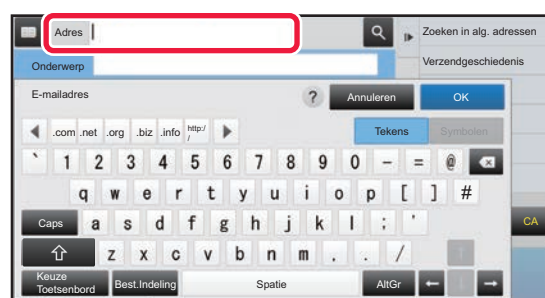 Adres
Zoeken in alg. adressen
Onderwerp
Verzendgeschiedenis
E-mailadres ? Annuleren OK
.com .net .org .biz .info http:/
/
Tekens Symbolen
` 1 2 3 4 5 6 7 8 9 0 - = @
q w e r t y u i o p [ ] #
Caps a s d f g h j k l ; '
CA
z x c v b n m , . /
Keuze
Toetsenbord Best.Indeling Spatie AltGr